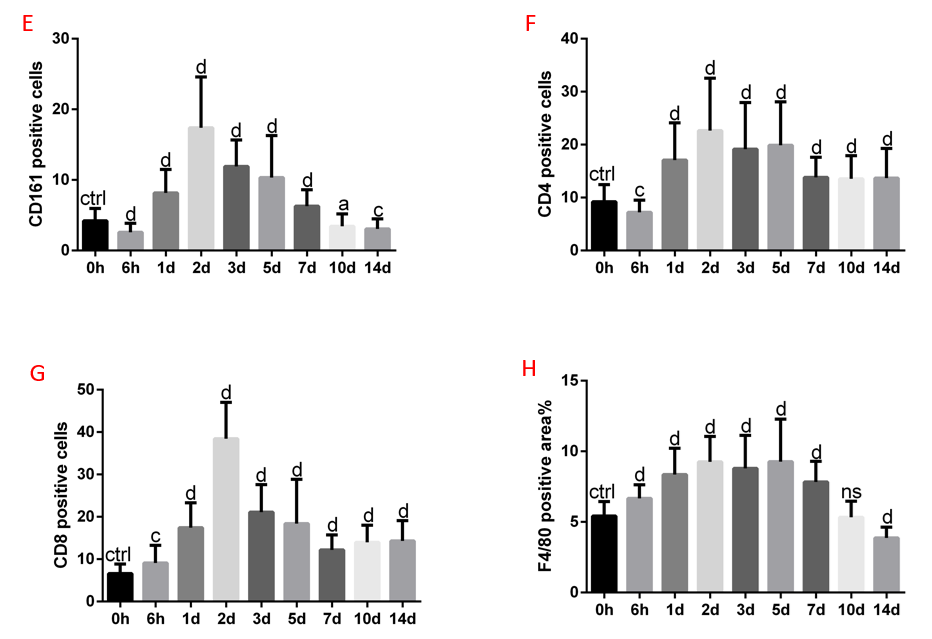 E
CD161 positive cells
30
20
10
0
ctrl
d
d
d
d
d
d
a
c
0h 6h 1d 2d 3d 5d 7d 10d 14d
F
CD4 positive cells
40
30
20
10
0
ctrl
c
d
d
d
d
d
d
d
0h 6h 1d 2d 3d 5d 7d 10d 14d
G
CD8 positive cells
50
40
30
20
10
0
ctrl
c
d
d
d
d
d
d
d
0h 6h 1d 2d 3d 5d 7d 10d 14d
H
F4/80 positive area%
15
10
5
0
ctrl
d
d
d
d
d
d
ns
d
0h 6h 1d 2d 3d 5d 7d 10d 14d